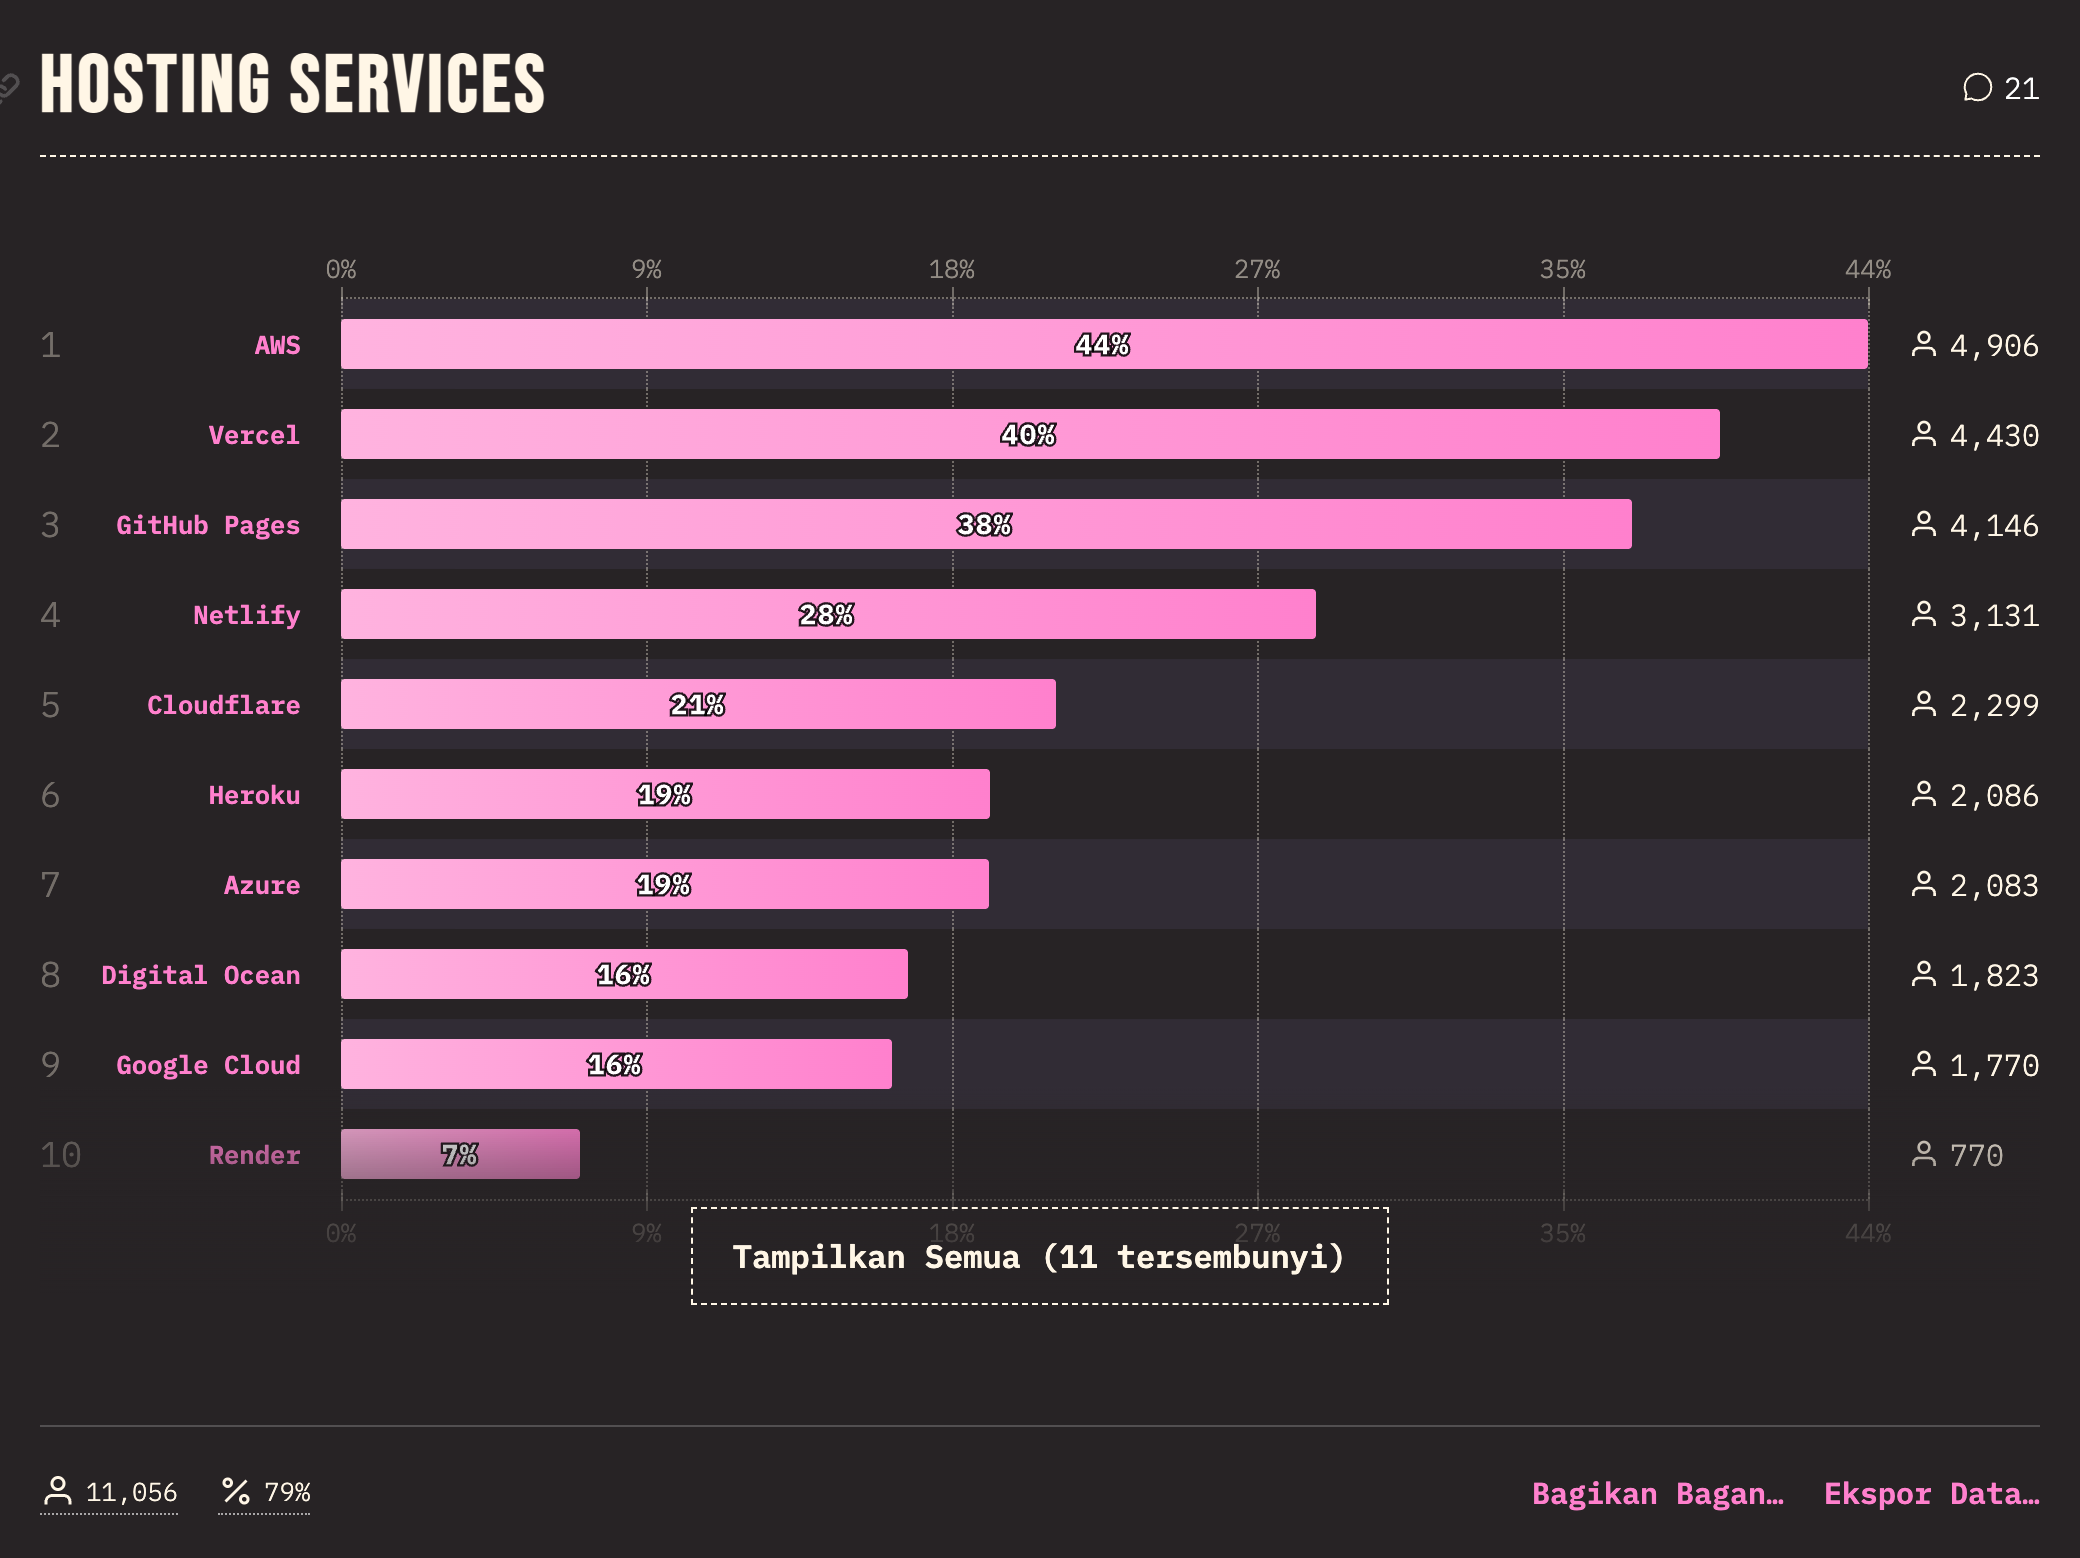 HOSTING SERVICES
21
0% 9% 18% 27% 35% 44%
1 AWS 44% 4,906
2 Vercel 40% 4,430
3 GitHub Pages 38% 4,146
4 Netlify 28% 3,131
5 Cloudflare 21% 2,299
6 Heroku 19% 2,086
7 Azure 19% 2,083
8 Digital Ocean 16% 1,823
9 Google Cloud 16% 1,770
10 Render 7% 770
0% 9% 18% 27% 35% 44%
Tampilkan Semua (11 tersembunyi)
11,056 % 79% Bagikan Bagan… Ekspor Data…